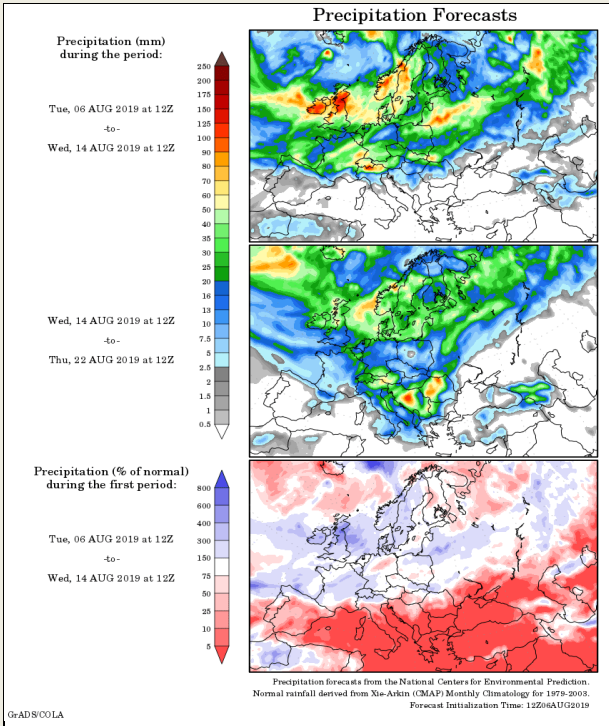 Precipitation Forecasts
Precipitation (mm)
during the period:
Tue, 06 AUG 2019 at 12Z
-to-
Wed, 14 AUG 2019 at 12Z
250
225
200
175
150
125
100
90
80
70
60
50
40
35
30
25
20
16
13
10
7.5
5
2.5
2
1.5
1
0.5
Wed, 14 AUG 2019 at 12Z
-to-
Thu, 22 AUG 2019 at 12Z
Precipitation (% of normal)
during the first period:
Tue, 06 AUG 2019 at 12Z
-to-
Wed, 14 AUG 2019 at 12Z
800
600
400
300
150
75
50
25
10
5
Precipitation forecasts from the National Centers for Environmental Prediction.
Normal rainfall derived from Xie-Arkin (CMAP) Monthly Climatology for 1979-2003.
Forecast Initialization Time: 12Z06AUG2019
GrADS/COLA